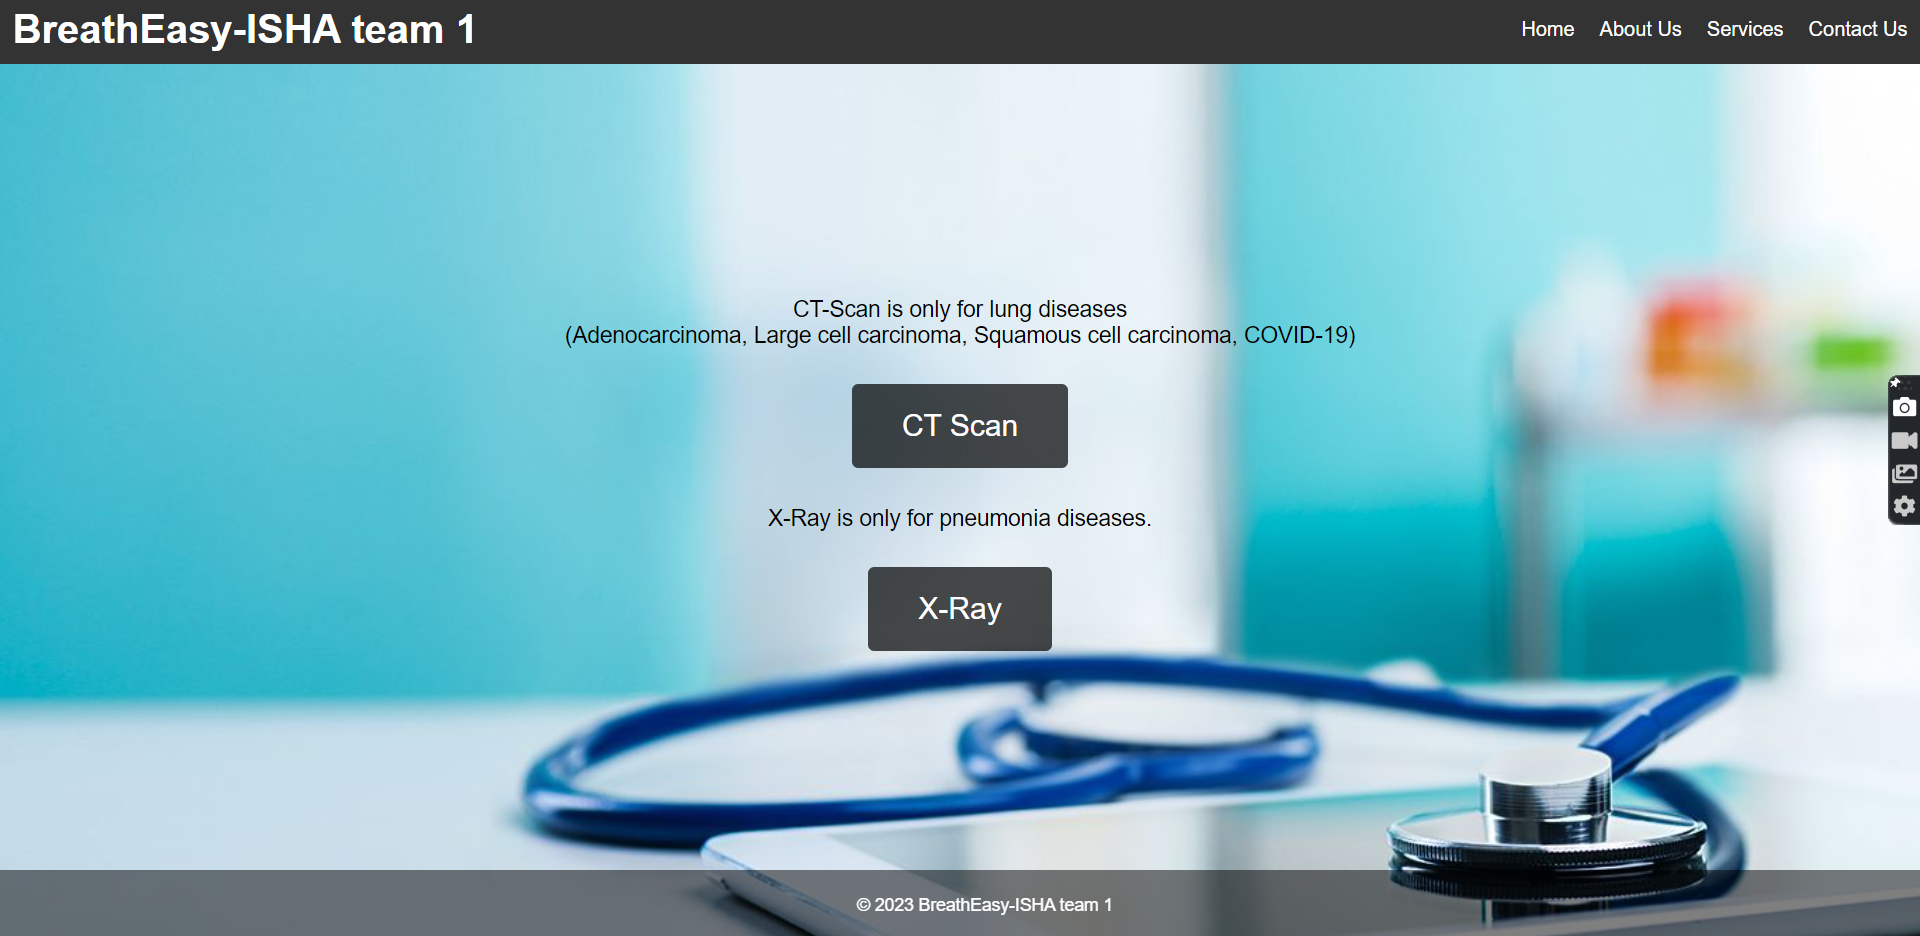 BreathEasy-ISHA team 1
Home About Us Services Contact Us
CT-Scan is only for lung diseases
(Adenocarcinoma, Large cell carcinoma, Squamous cell carcinoma, COVID-19)
CT Scan
X-Ray is only for pneumonia diseases.
X-Ray
© 2023 BreathEasy-ISHA team 1